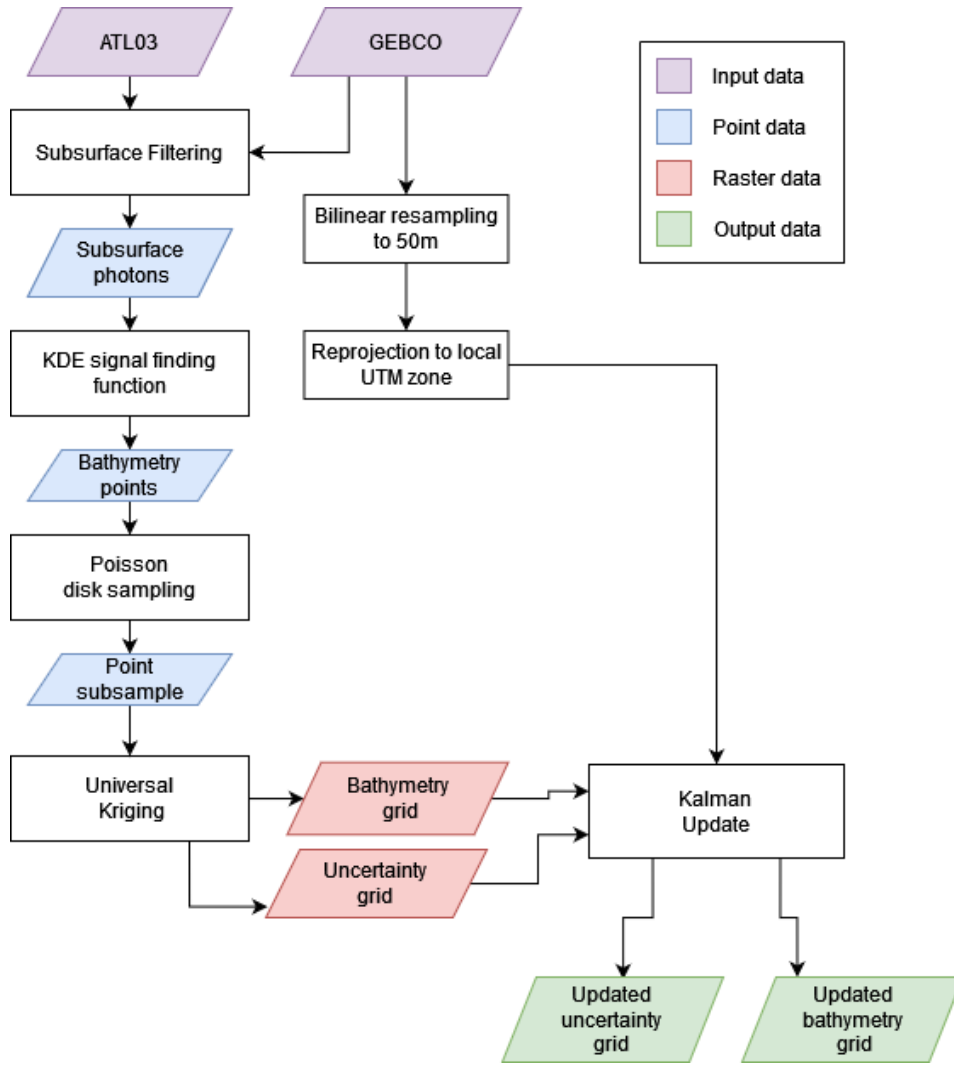 ATL03
GEBCO
Input data
Point data
Raster data
Output data
Subsurface Filtering
Bilinear resampling
to 50m
Subsurface
photons
KDE signal finding
function
Reprojection to local
UTM zone
Bathymetry
points
Poisson
disk sampling
Point
subsample
Universal
Kriging
Bathymetry
grid
Uncertainty
grid
Kalman
Update
Updated
uncertainty
grid
Updated
bathymetry
grid